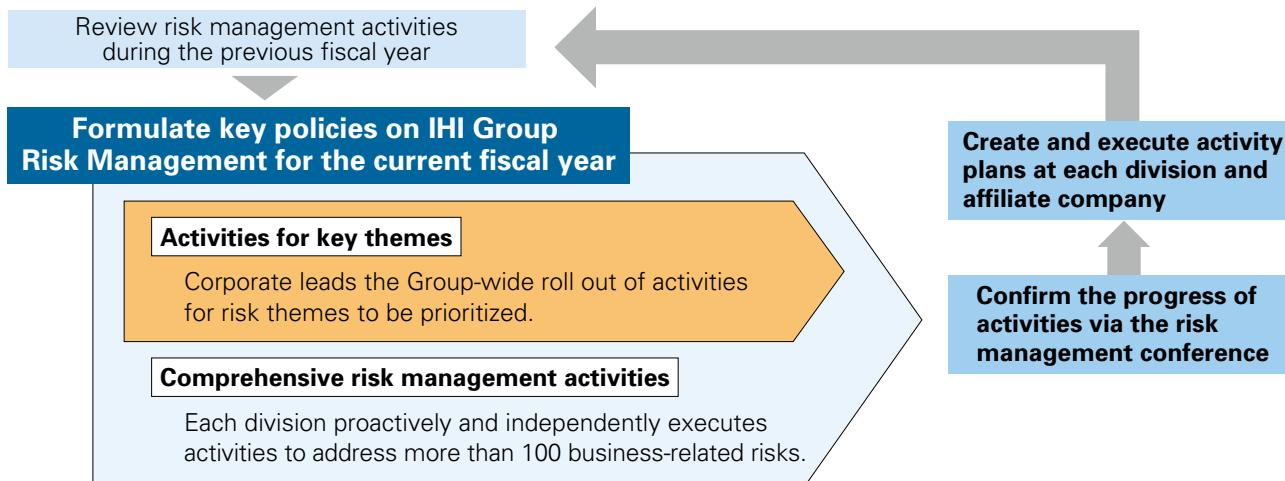 Review risk management activities
during the previous fiscal year
Formulate key policies on IHI Group
Risk Management for the current fiscal year
Activities for key themes
Corporate leads the Group-wide roll out of activities
for risk themes to be prioritized.
Comprehensive risk management activities
Each division proactively and independently executes
activities to address more than 100 business-related risks.
Create and execute activity
plans at each division and
affiliate company
Confirm the progress of
activities via the risk
management conference